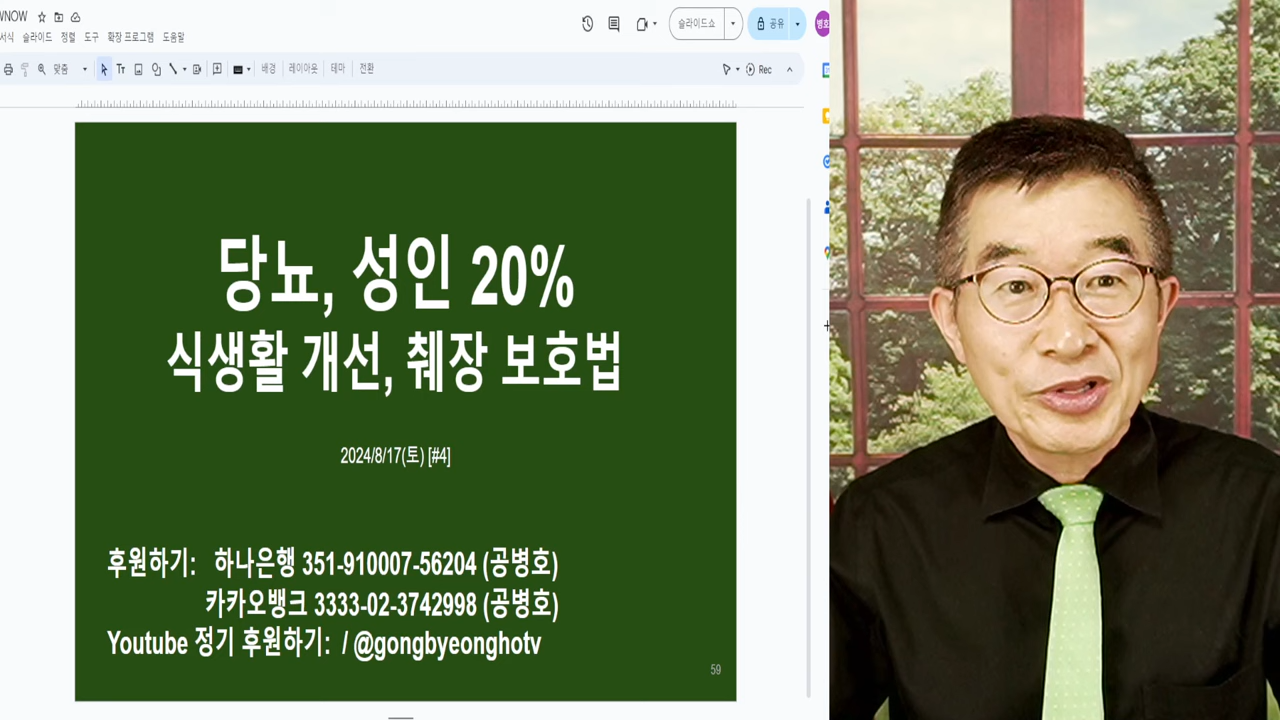 WNOW
서식 슬라이드 정렬 도구 확장 프로그램 도움말
슬라이드쇼
공유
병호
맞춤
Tr
배경 레이아웃 테마 전환
Rec
당뇨, 성인 20%
식생활 개선, 췌장 보호법
2024/8/17(토) [#4]
후원하기: 하나은행 351-910007-56204 (공병호)
카카오뱅크 3333-02-3742998 (공병호)
Youtube 정기 후원하기: / @gongbyeonghotv
59